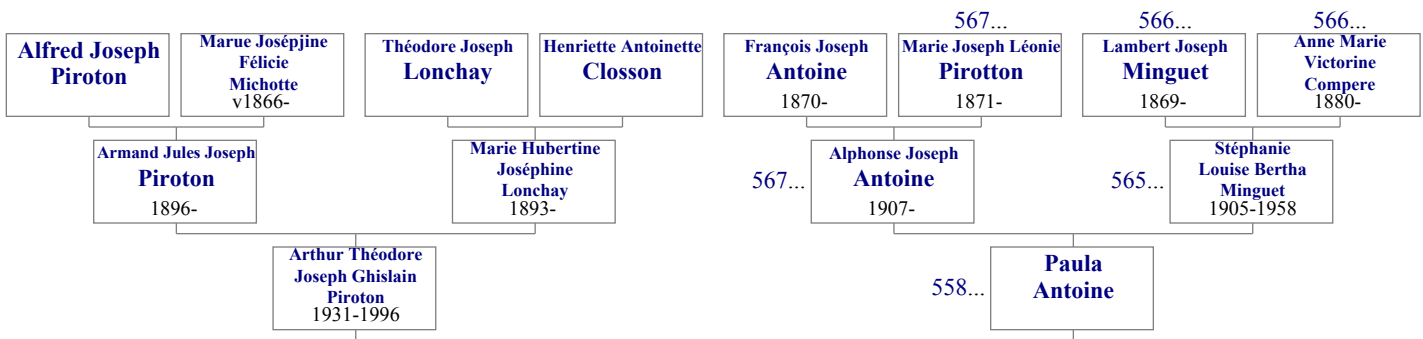 567...
566...
566...
Alfred Joseph
Piroton
Marue Josépjine
Félicie
Michotte
v1866-
Théodore Joseph
Lonchay
Henriette Antoinette
Closson
François Joseph
Antoine
1870-
Marie Joseph Léonie
Pirotton
1871-
Lambert Joseph
Minguet
1869-
Anne Marie
Victorine
Compere
1880-
Armand Jules Joseph
Piroton
1896-
Marie Hubertine
Joséphine
Lonchay
1893-
567...
Alphonse Joseph
Antoine
1907-
565...
Stéphanie
Louise Bertha
Minguet
1905-1958
Arthur Théodore
Joseph Ghislain
Piroton
1931-1996
558...
Paula
Antoine